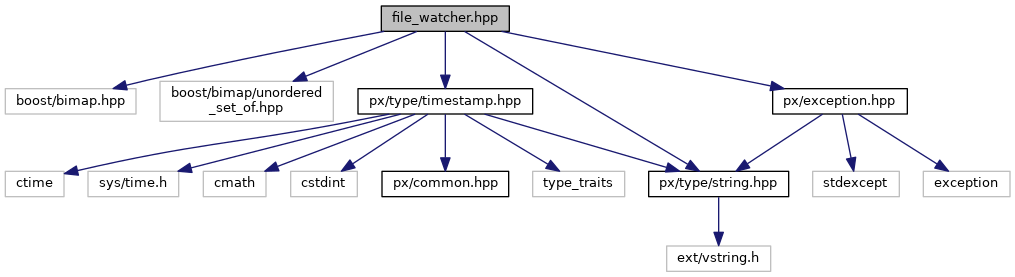 file_watcher.hpp
boost/bimap.hpp
boost/bimap/unordered
_set_of.hpp
px/type/timestamp.hpp
px/exception.hpp
ctime
sys/time.h
cmath
cstdint
px/common.hpp
type_traits
px/type/string.hpp
stdexcept
exception
ext/vstring.h